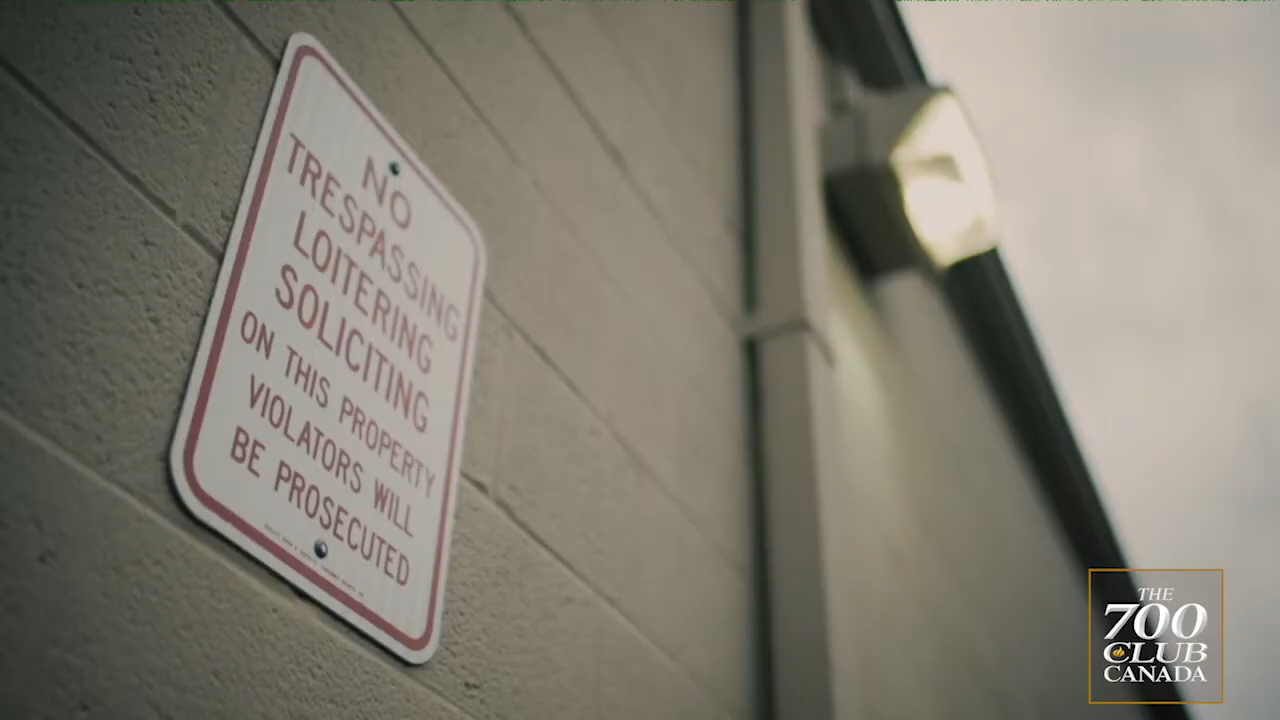 NO
TRESPASSING
LOITERING
SOLICITING
ON THIS PROPERTY
VIOLATORS WILL
BE PROSECUTED
THE
700
CLUB
CANADA